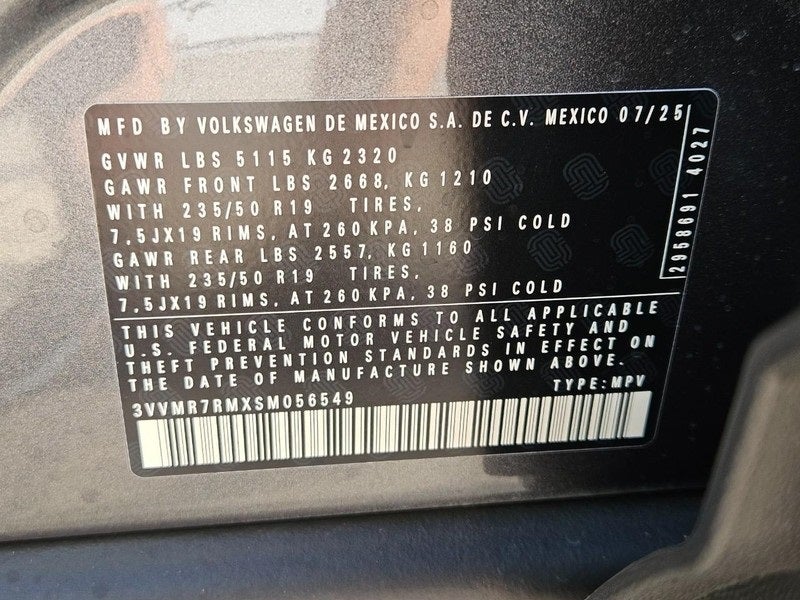 MFD BY VOLKSWAGEN DE MEXICO S.A. DE C.V. MEXICO 07/25
GVWR LBS 5115 KG 2320
GAWR FRONT LBS 2668, KG 1210
WITH 235/50 R19 TIRES,
7,5JX19 RIMS, AT 260 KPA, 38 PSI COLD
GAWR REAR LBS 2557, KG 1160
WITH 235/50 R19 TIRES,
7,5JX19 RIMS, AT 260 KPA, 38 PSI COLD
2958691 4027
THIS VEHICLE CONFORMS TO ALL APPLICABLE
U.S. FEDERAL MOTOR VEHICLE SAFETY AND
THEFT PREVENTION STANDARDS IN EFFECT ON
THE DATE OF MANUFACTURE SHOWN ABOVE.
3VVMR7RMXSM056549 TYPE:MPV